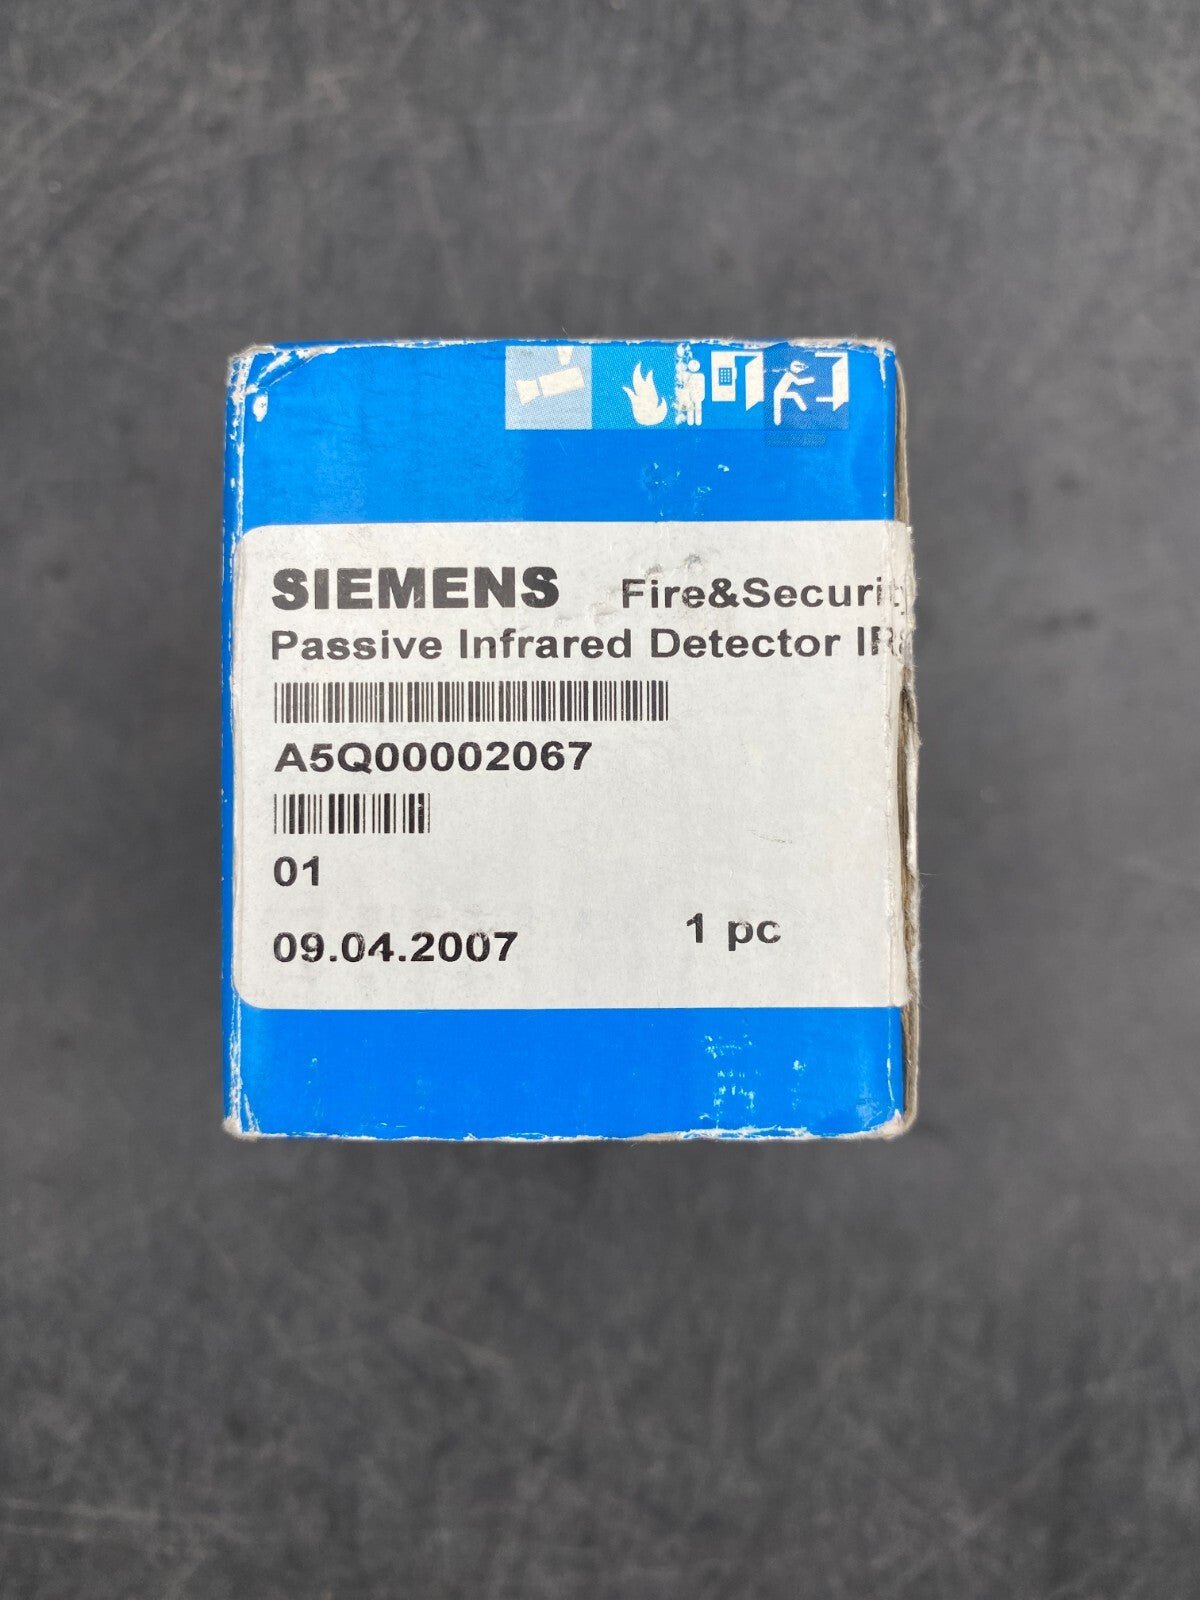 SIEMENS Fire&Security
Passive Infrared Detector
A5Q00002067
01
09.04.2007 1 pc